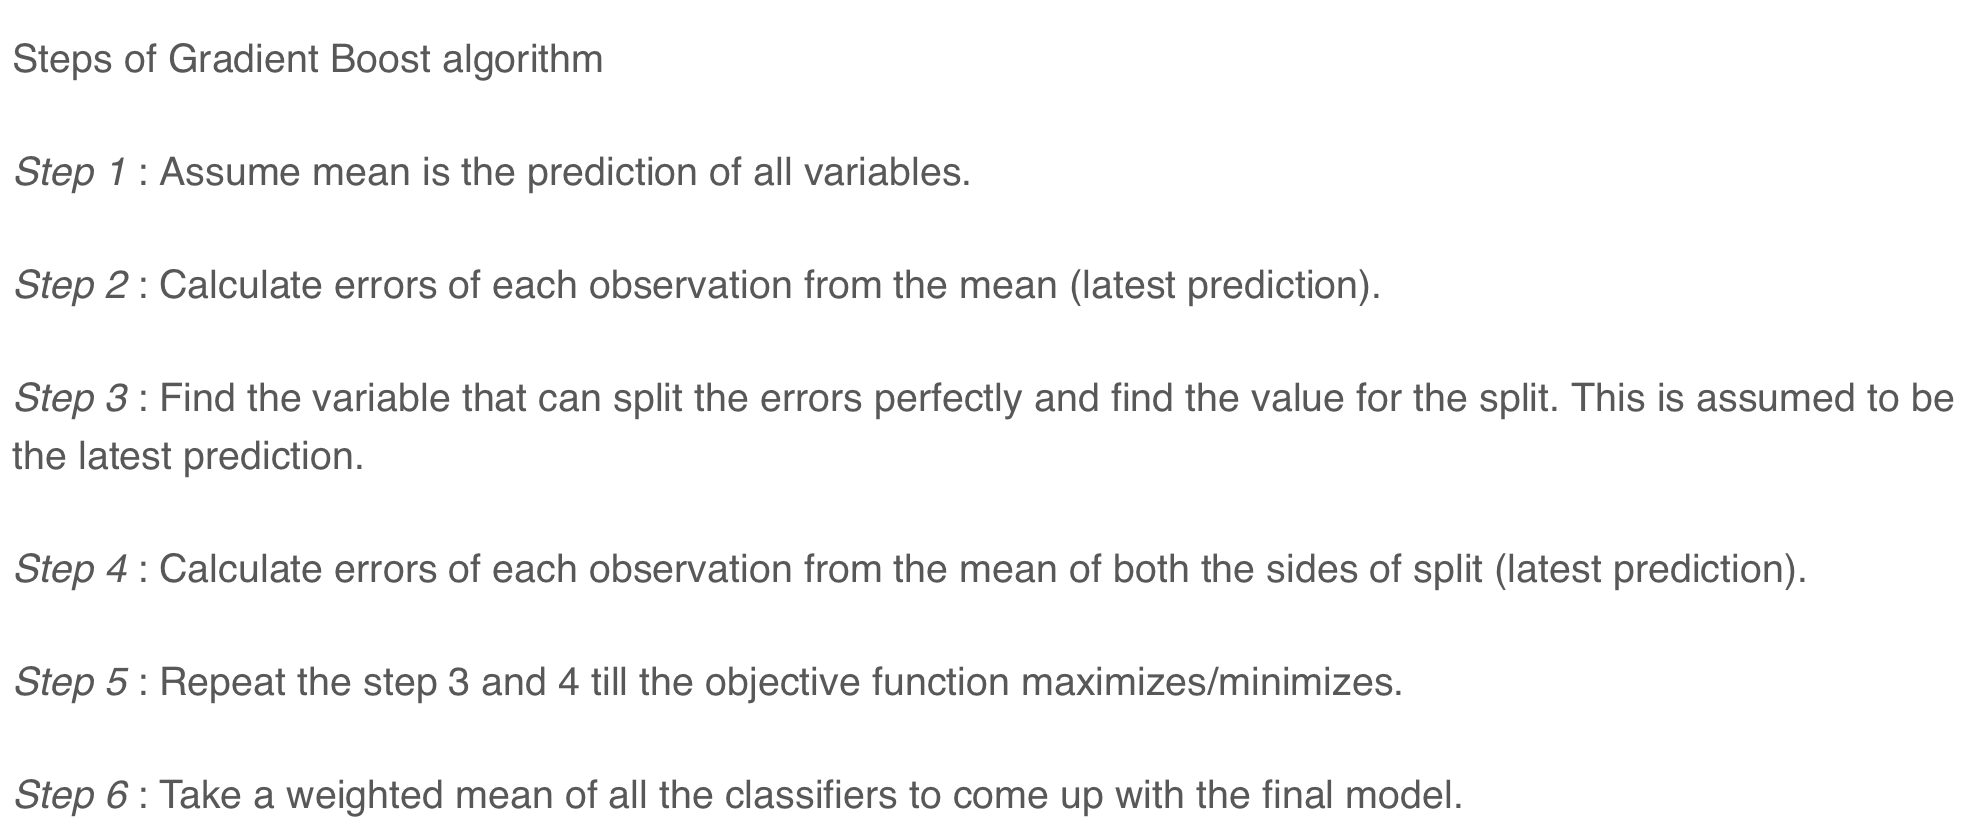 Steps of Gradient Boost algorithm
Step 1 : Assume mean is the prediction of all variables.
Step 2 : Calculate errors of each observation from the mean (latest prediction).
Step 3 : Find the variable that can split the errors perfectly and find the value for the split. This is assumed to be
the latest prediction.
Step 4 : Calculate errors of each observation from the mean of both the sides of split (latest prediction).
Step 5 : Repeat the step 3 and 4 till the objective function maximizes/minimizes.
Step 6 : Take a weighted mean of all the classifiers to come up with the final model.